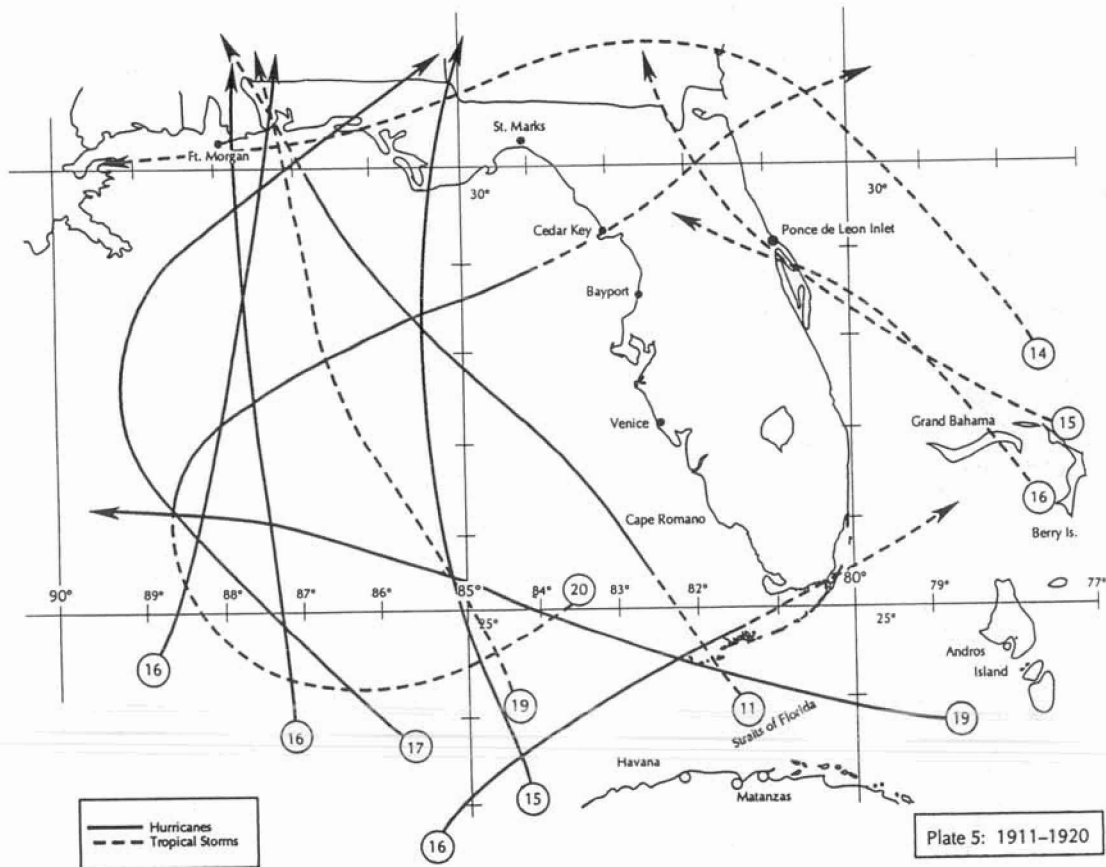 St. Marks
Ft. Morgan
30°
30°
Cedar Key
Ponce de Leon Inlet
Bayport
14
Venice
Grand Bahama
15
16
Cape Romano
Berry Is.
90°
89°
88°
87°
86°
85°
84°
20
83°
82°
80°
79°
77°
25°
25°
Andros
Island
16
19
11
19
16
17
Straits of Florida
Havana
Matanzas
15
16
Hurricanes
Tropical Storms
Plate 5: 1911–1920